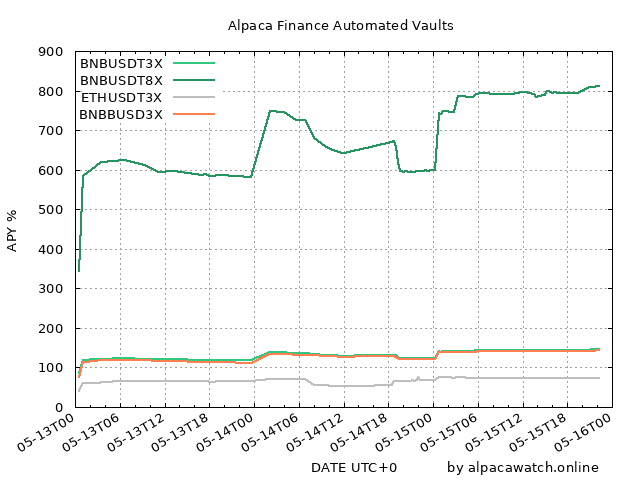 Alpaca Finance Automated Vaults
900
800
700
600
500
400
300
200
100
0
APY %
BNBUSDT3X
BNBUSDT8X
ETHUSDT3X
BNBBUSD3X
05-13T00
05-13T06
05-13T12
05-13T18
05-14T00
05-14T06
05-14T12
05-14T18
05-15T00
05-15T06
05-15T12
05-15T18
05-16T00
DATE UTC+0
by alpacawatch.online